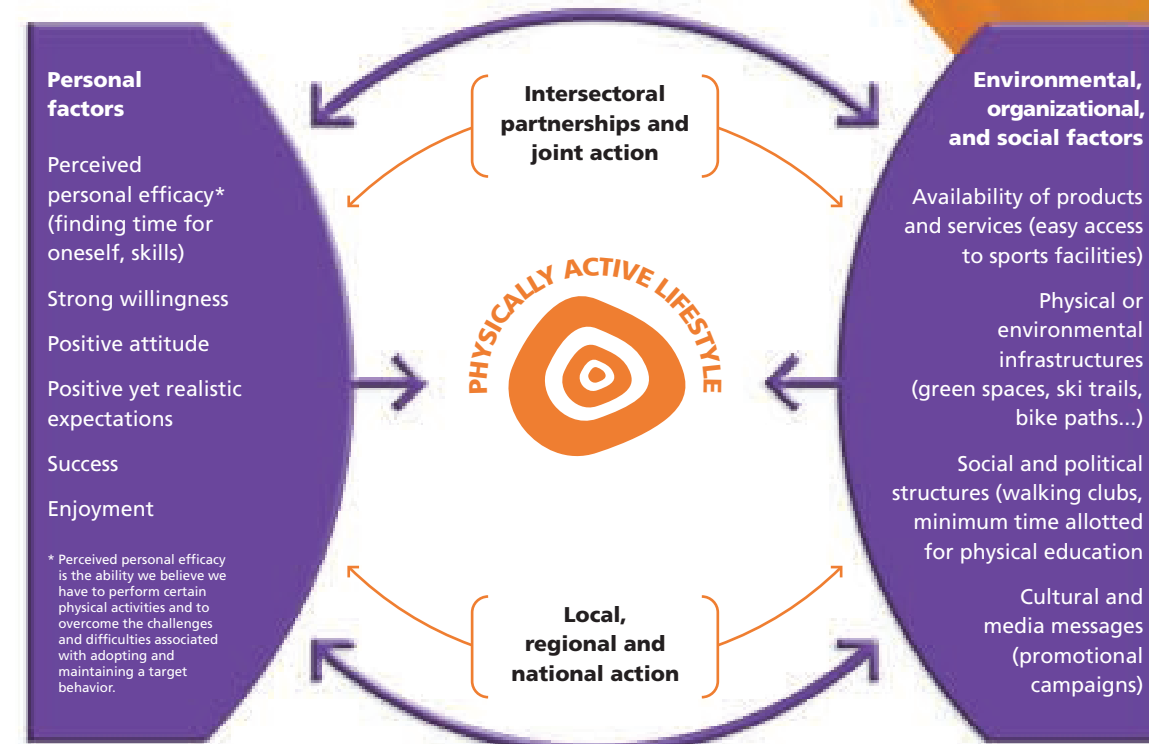 Personal
factors
Perceived
personal efficacy*
(finding time for
oneself, skills)
Strong willingness
Positive attitude
Positive yet realistic
expectations
Success
Enjoyment
* Perceived personal efficacy
is the ability we believe we
have to perform certain
physical activities and to
overcome the challenges
and difficulties associated
with adopting and
maintaining a target
behavior.
Intersectoral
partnerships and
joint action
PHYSICALLY ACTIVE LIFESTYLE
Local,
regional and
national action
Environmental,
organizational,
and social factors
Availability of products
and services (easy access
to sports facilities)
Physical or
environmental
infrastructures
(green spaces, ski trails,
bike paths...)
Social and political
structures (walking clubs,
minimum time allotted
for physical education
Cultural and
media messages
(promotional
campaigns)